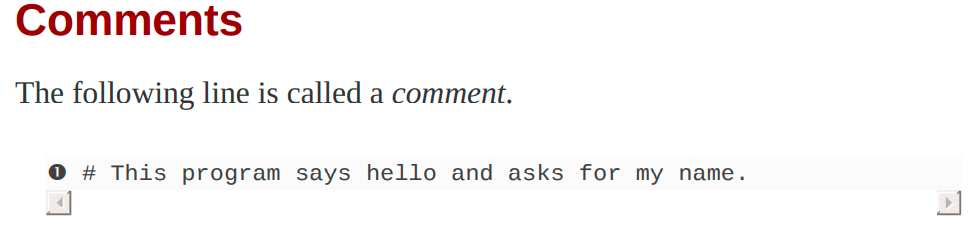 Comments
The following line is called a comment.
❶ # This program says hello and asks for my name.